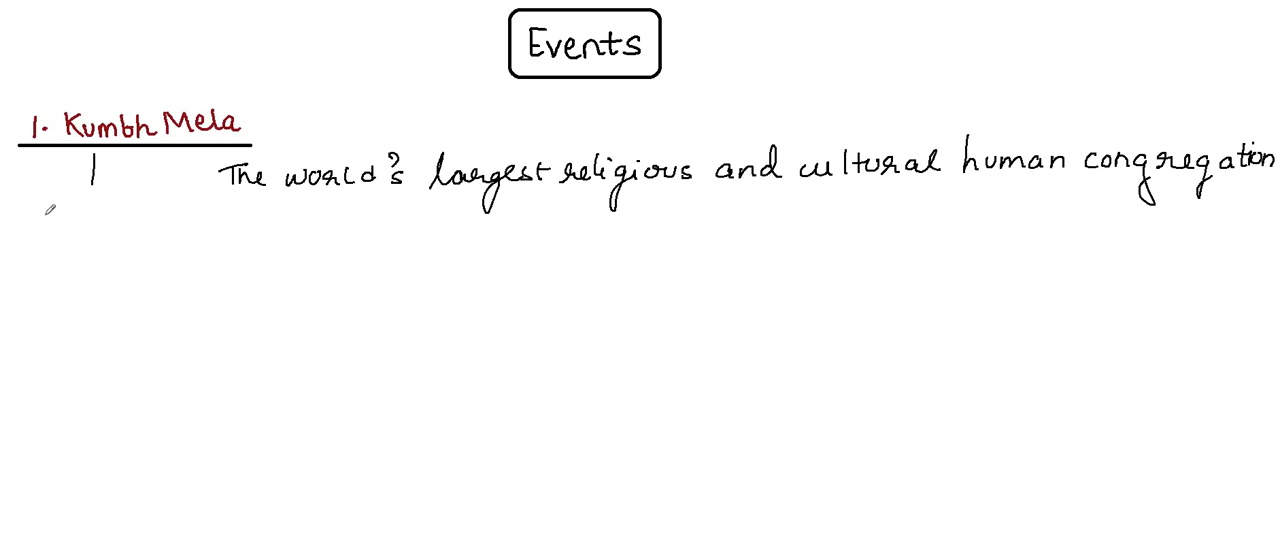 Events
1. Kumbh Mela
The world's largest religious and cultural human congregation